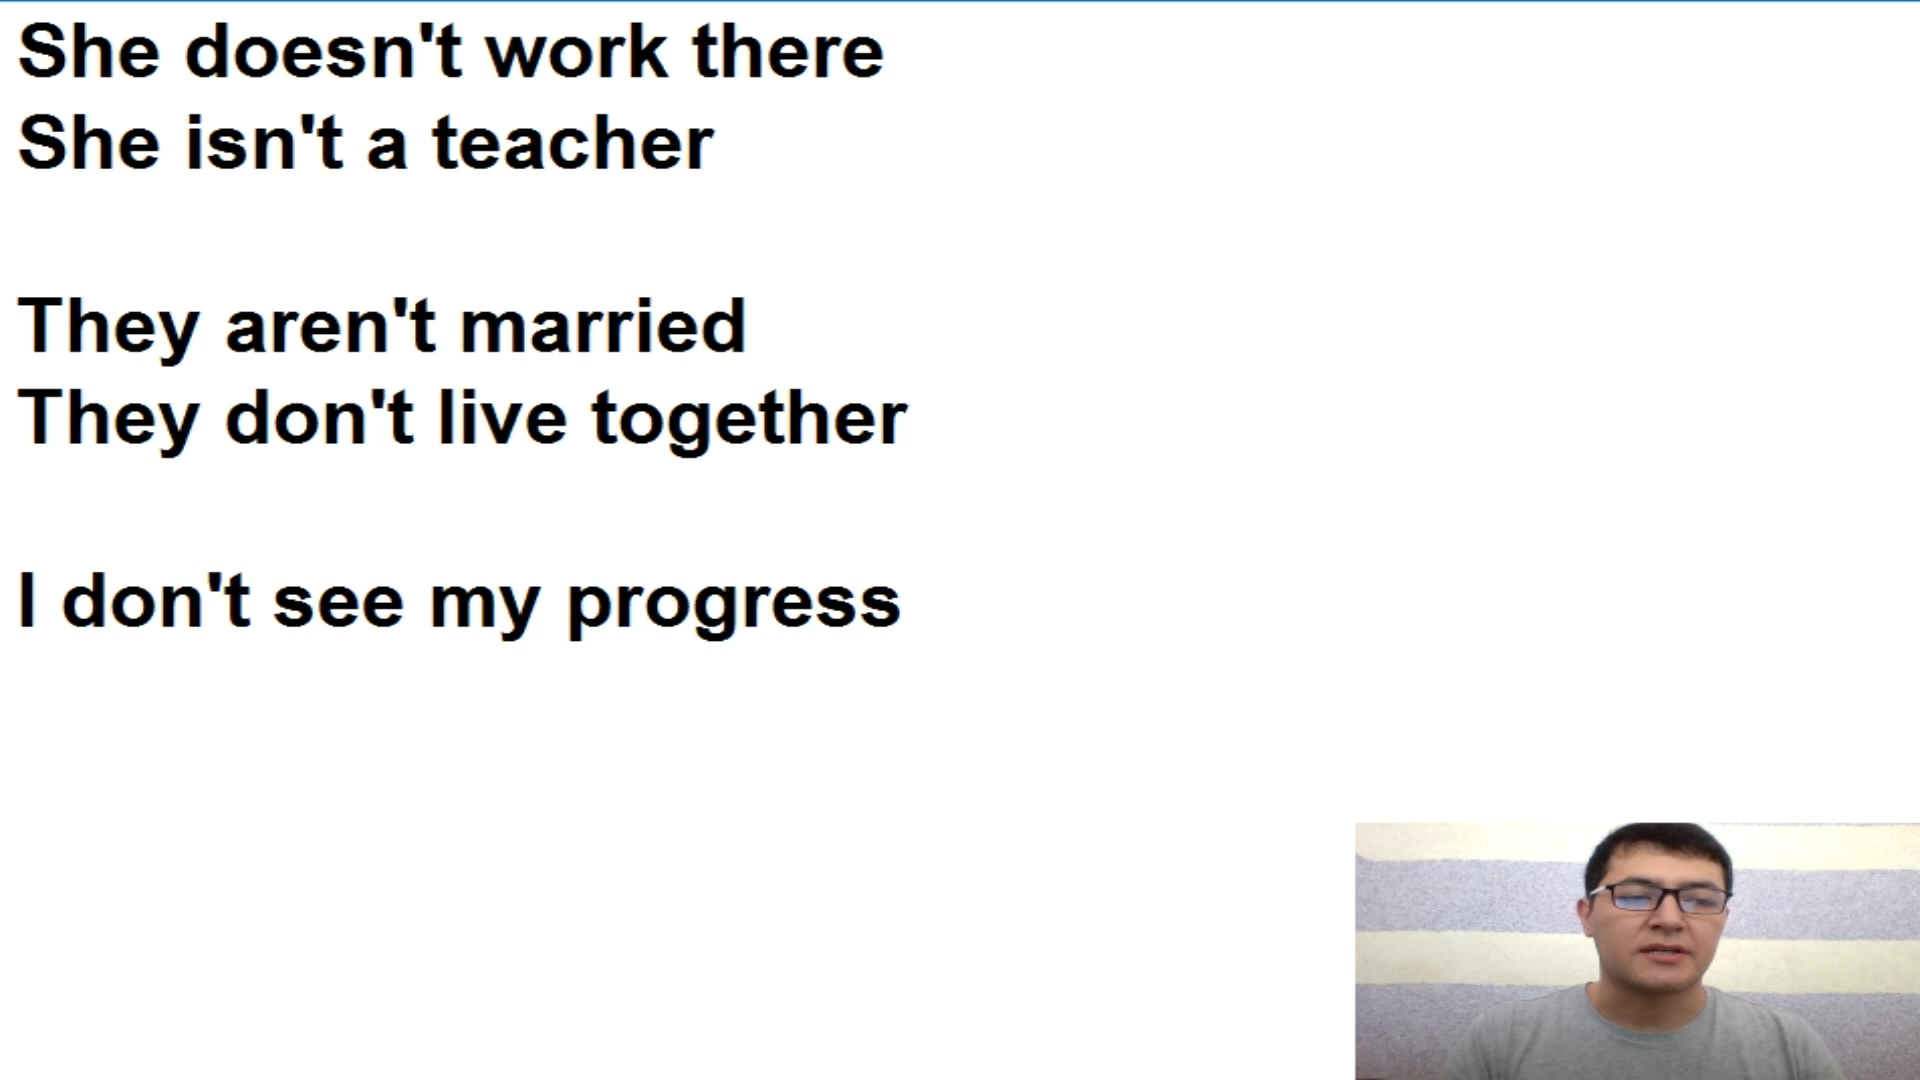 She doesn't work there
She isn't a teacher
They aren't married
They don't live together
I don't see my progress